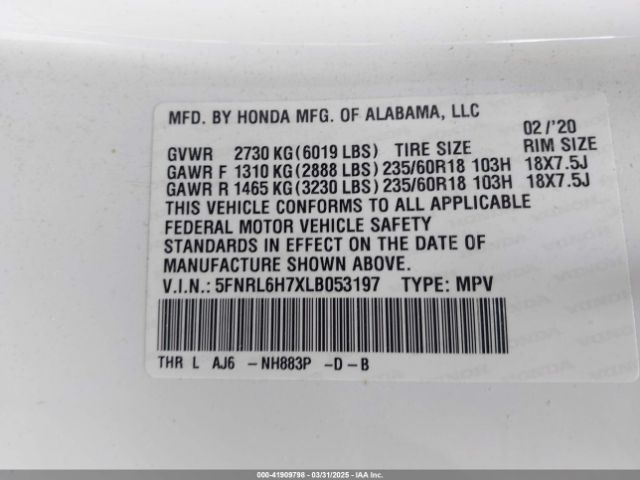 MFD. BY HONDA MFG. OF ALABAMA, LLC
02/'20
GVWR 2730 KG(6019 LBS) TIRE SIZE RIM SIZE
GAWR F 1310 KG(2888 LBS) 235/60R18 103H 18X7.5J
GAWR R 1465 KG(3230 LBS) 235/60R18 103H 18X7.5J
THIS VEHICLE CONFORMS TO ALL APPLICABLE
FEDERAL MOTOR VEHICLE SAFETY
STANDARDS IN EFFECT ON THE DATE OF
MANUFACTURE SHOWN ABOVE.
V.I.N.: 5FNRL6H7XLB053197 TYPE: MPV
THR L AJ6 -NH883P -D-B
000-41909798 - 03/31/2025 - IAA Inc.